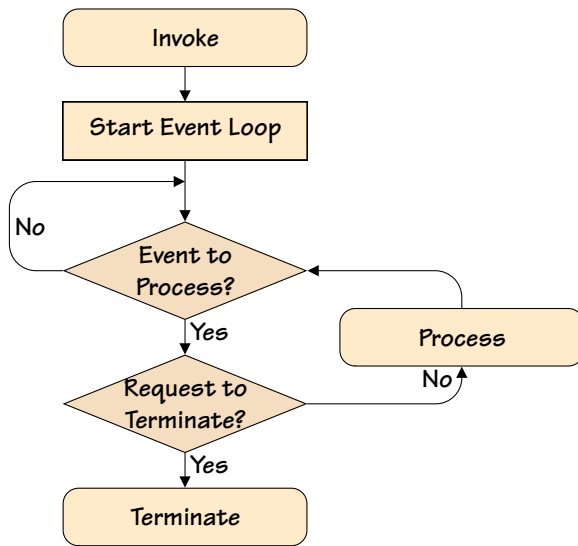 Invoke
Start Event Loop
No
Event to
Process?
Yes
Process
No
Request to
Terminate?
Yes
Terminate